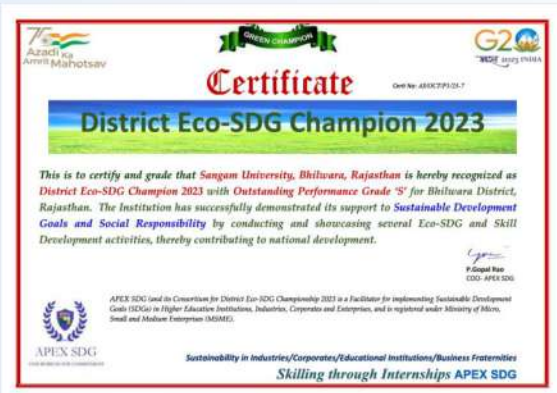 Azadi Ka
Amrit Mahotsav
GREEN CHAMPION
G20
भारत 2023 INDIA
Certificate
District Eco-SDG Champion 2023
This is to certify and grade that Sangam University, Bhilwara, Rajasthan is hereby recognized as
District Eco-SDG Champion 2023 with Outstanding Performance Grade 'S' for Bhilwara District,
Rajasthan. The Institution has successfully demonstrated its support to Sustainable Development
Goals and Social Responsibility by conducting and showcasing several Eco-SDG and Skill
Development activities, thereby contributing to national development.
P.Gopal Rao
COO- APEX SDG
APEX SDG (and its Consortium for District Eco-SDG Championship 2023 is a Facilitator for implementing Sustainable Development
Goals (SDGs) in Higher Education Institutions, Industries, Corporates and Enterprises, and is registered under Ministry of Micro,
Small and Medium Enterprises (MSME).
APEX SDG
Sustainability in Industries/Corporates/Educational Institutions/Business Fraternities
Skilling through Internships APEX SDG